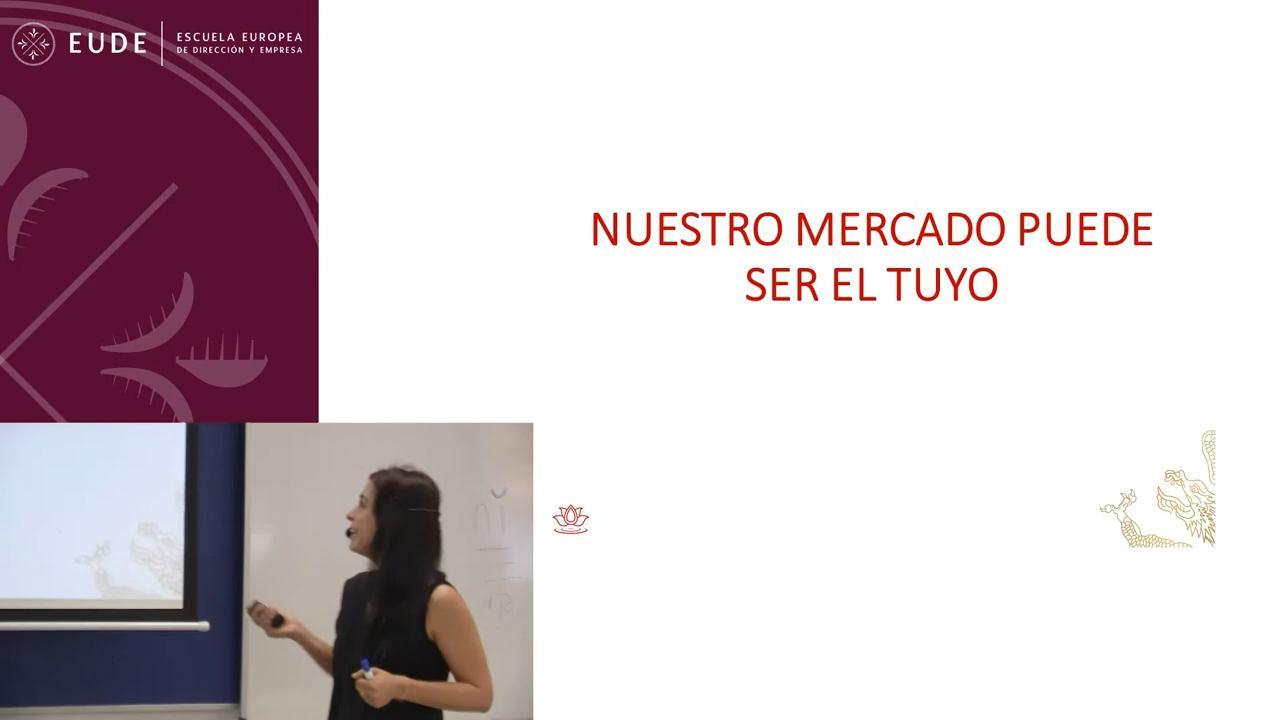 EUDE
ESCUELA EUROPEA
DE DIRECCIÓN Y EMPRESA
NUESTRO MERCADO PUEDE
SER EL TUYO